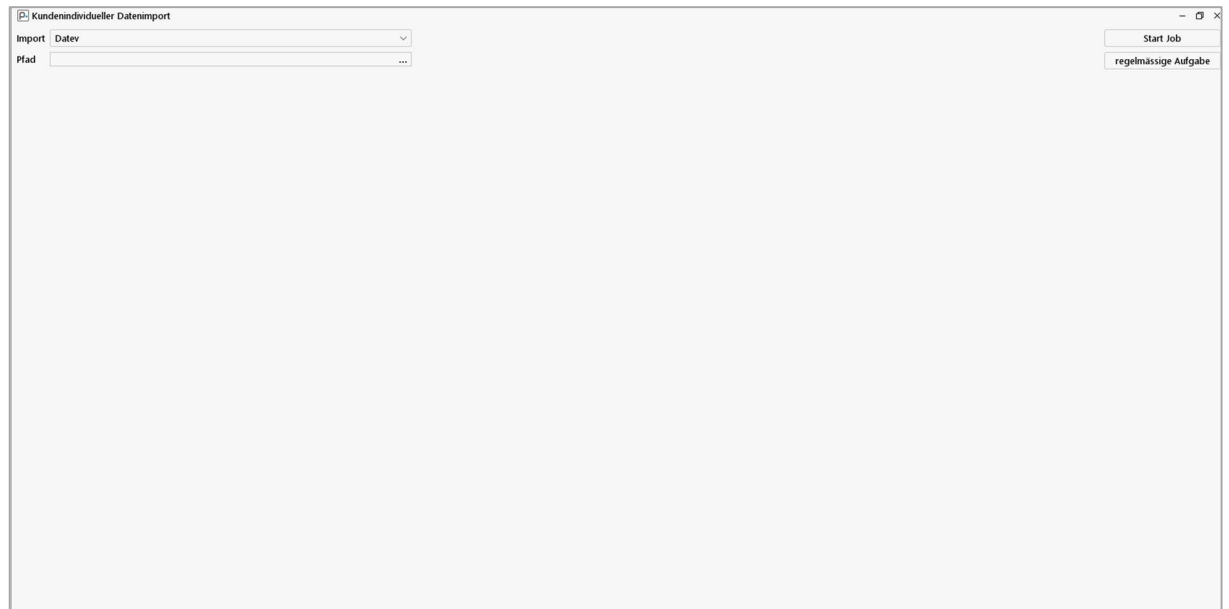 P- Kundenindividueller Datenimport
Import Datev
Start Job
Pfad ...
regelmässige Aufgabe